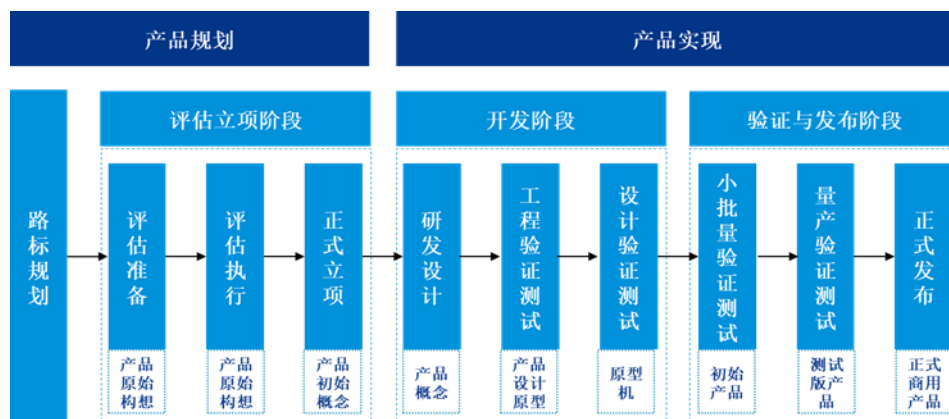 产品规划
产品实现
评估立项阶段
开发阶段
验证与发布阶段
路标规划
评估准备
评估执行
正式立项
研发设计
工程验证测试
设计验证测试
小批量验证测试
量产验证测试
正式发布
产品
原始
构想
产品
原始
构想
产品
初始
概念
产品
概念
产品
设计
原型
原型
机
初始
产品
测试
版产
品
正式
商用
产品